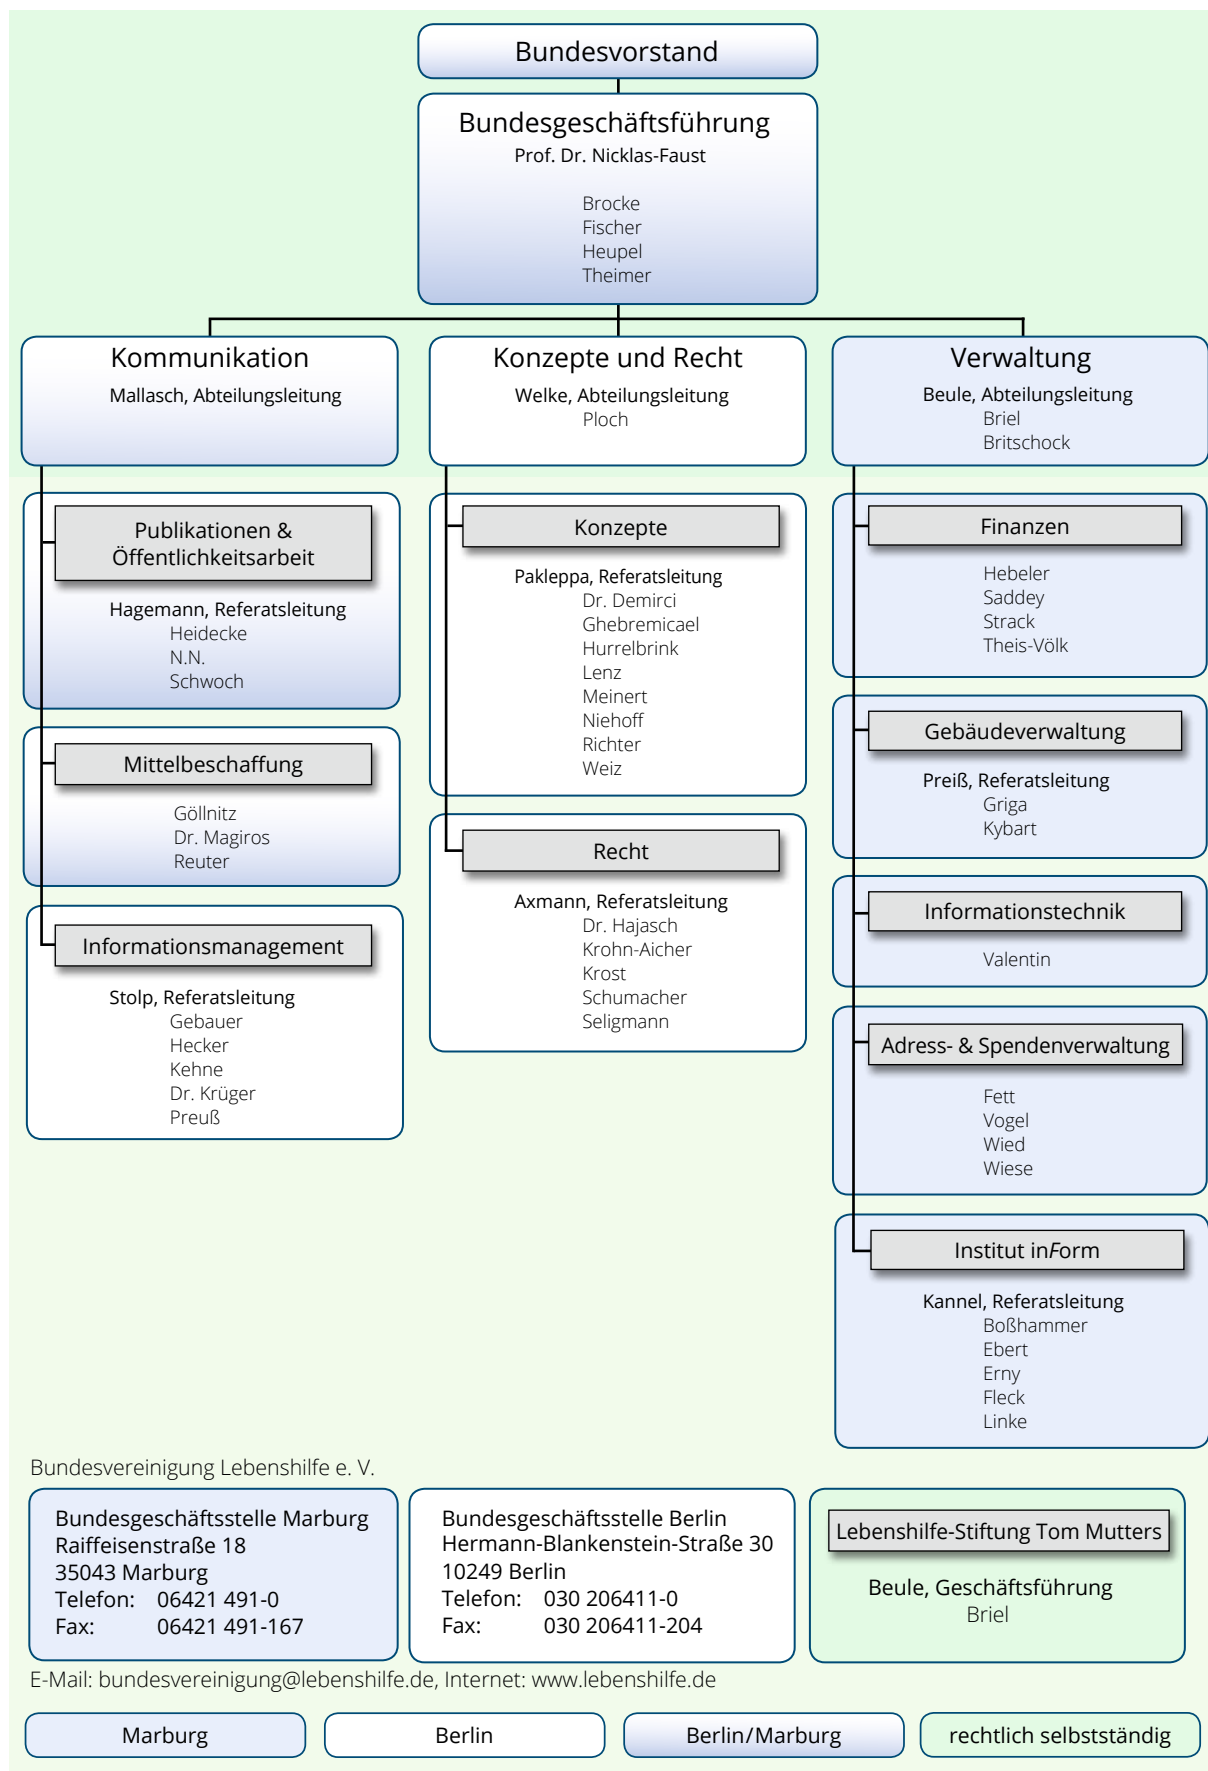 Bundesvorstand
Bundesgeschäftsführung
Prof. Dr. Nicklas-Faust
Brocke
Fischer
Heupel
Theimer
Kommunikation
Mallasch, Abteilungsleitung
Publikationen &
Öffentlichkeitsarbeit
Hagemann, Referatsleitung
Heidecke
N.N.
Schwoch
Mittelbeschaffung
Göllnitz
Dr. Magiros
Reuter
Informationsmanagement
Stolp, Referatsleitung
Gebauer
Hecker
Kehne
Dr. Krüger
Preuß
Konzepte und Recht
Welke, Abteilungsleitung
Ploch
Konzepte
Pakleppa, Referatsleitung
Dr. Demirci
Ghebremicael
Hurrelbrink
Lenz
Meinert
Niehoff
Richter
Weiz
Recht
Axmann, Referatsleitung
Dr. Hajasch
Krohn-Aicher
Krost
Schumacher
Seligmann
Verwaltung
Beule, Abteilungsleitung
Briel
Britschock
Finanzen
Hebeler
Saddey
Strack
Theis-Völk
Gebäudeverwaltung
Preiß, Referatsleitung
Griga
Kybart
Informationstechnik
Valentin
Adress- & Spendenverwaltung
Fett
Vogel
Wied
Wiese
Institut inForm
Kannel, Referatsleitung
Boßhammer
Ebert
Erny
Fleck
Linke
Bundesvereinigung Lebenshilfe e. V.
Bundesgeschäftsstelle Marburg
Raiffeisenstraße 18
35043 Marburg
Telefon: 06421 491-0
Fax: 06421 491-167
Bundesgeschäftsstelle Berlin
Hermann-Blankenstein-Straße 30
10249 Berlin
Telefon: 030 206411-0
Fax: 030 206411-204
Lebenshilfe-Stiftung Tom Mutters
Beule, Geschäftsführung
Briel
E-Mail: bundesvereinigung@lebenshilfe.de, Internet: www.lebenshilfe.de
Marburg
Berlin
Berlin/Marburg
rechtlich selbstständig